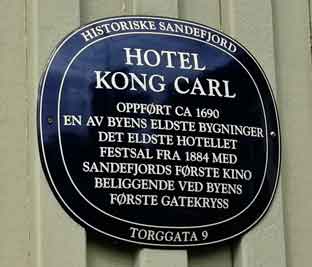 HISTORISKE SANDEFJORD
HOTEL
KONG CARL
OPPFØRT CA 1690
EN AV BYENS ELDSTE BYGNINGER
DET ELDSTE HOTELLET
FESTSAL FRA 1884 MED
SANDEFJORDS FØRSTE KINO
BELIGGENDE VED BYENS
FØRSTE GATEKRYSS
TORGGATA 9